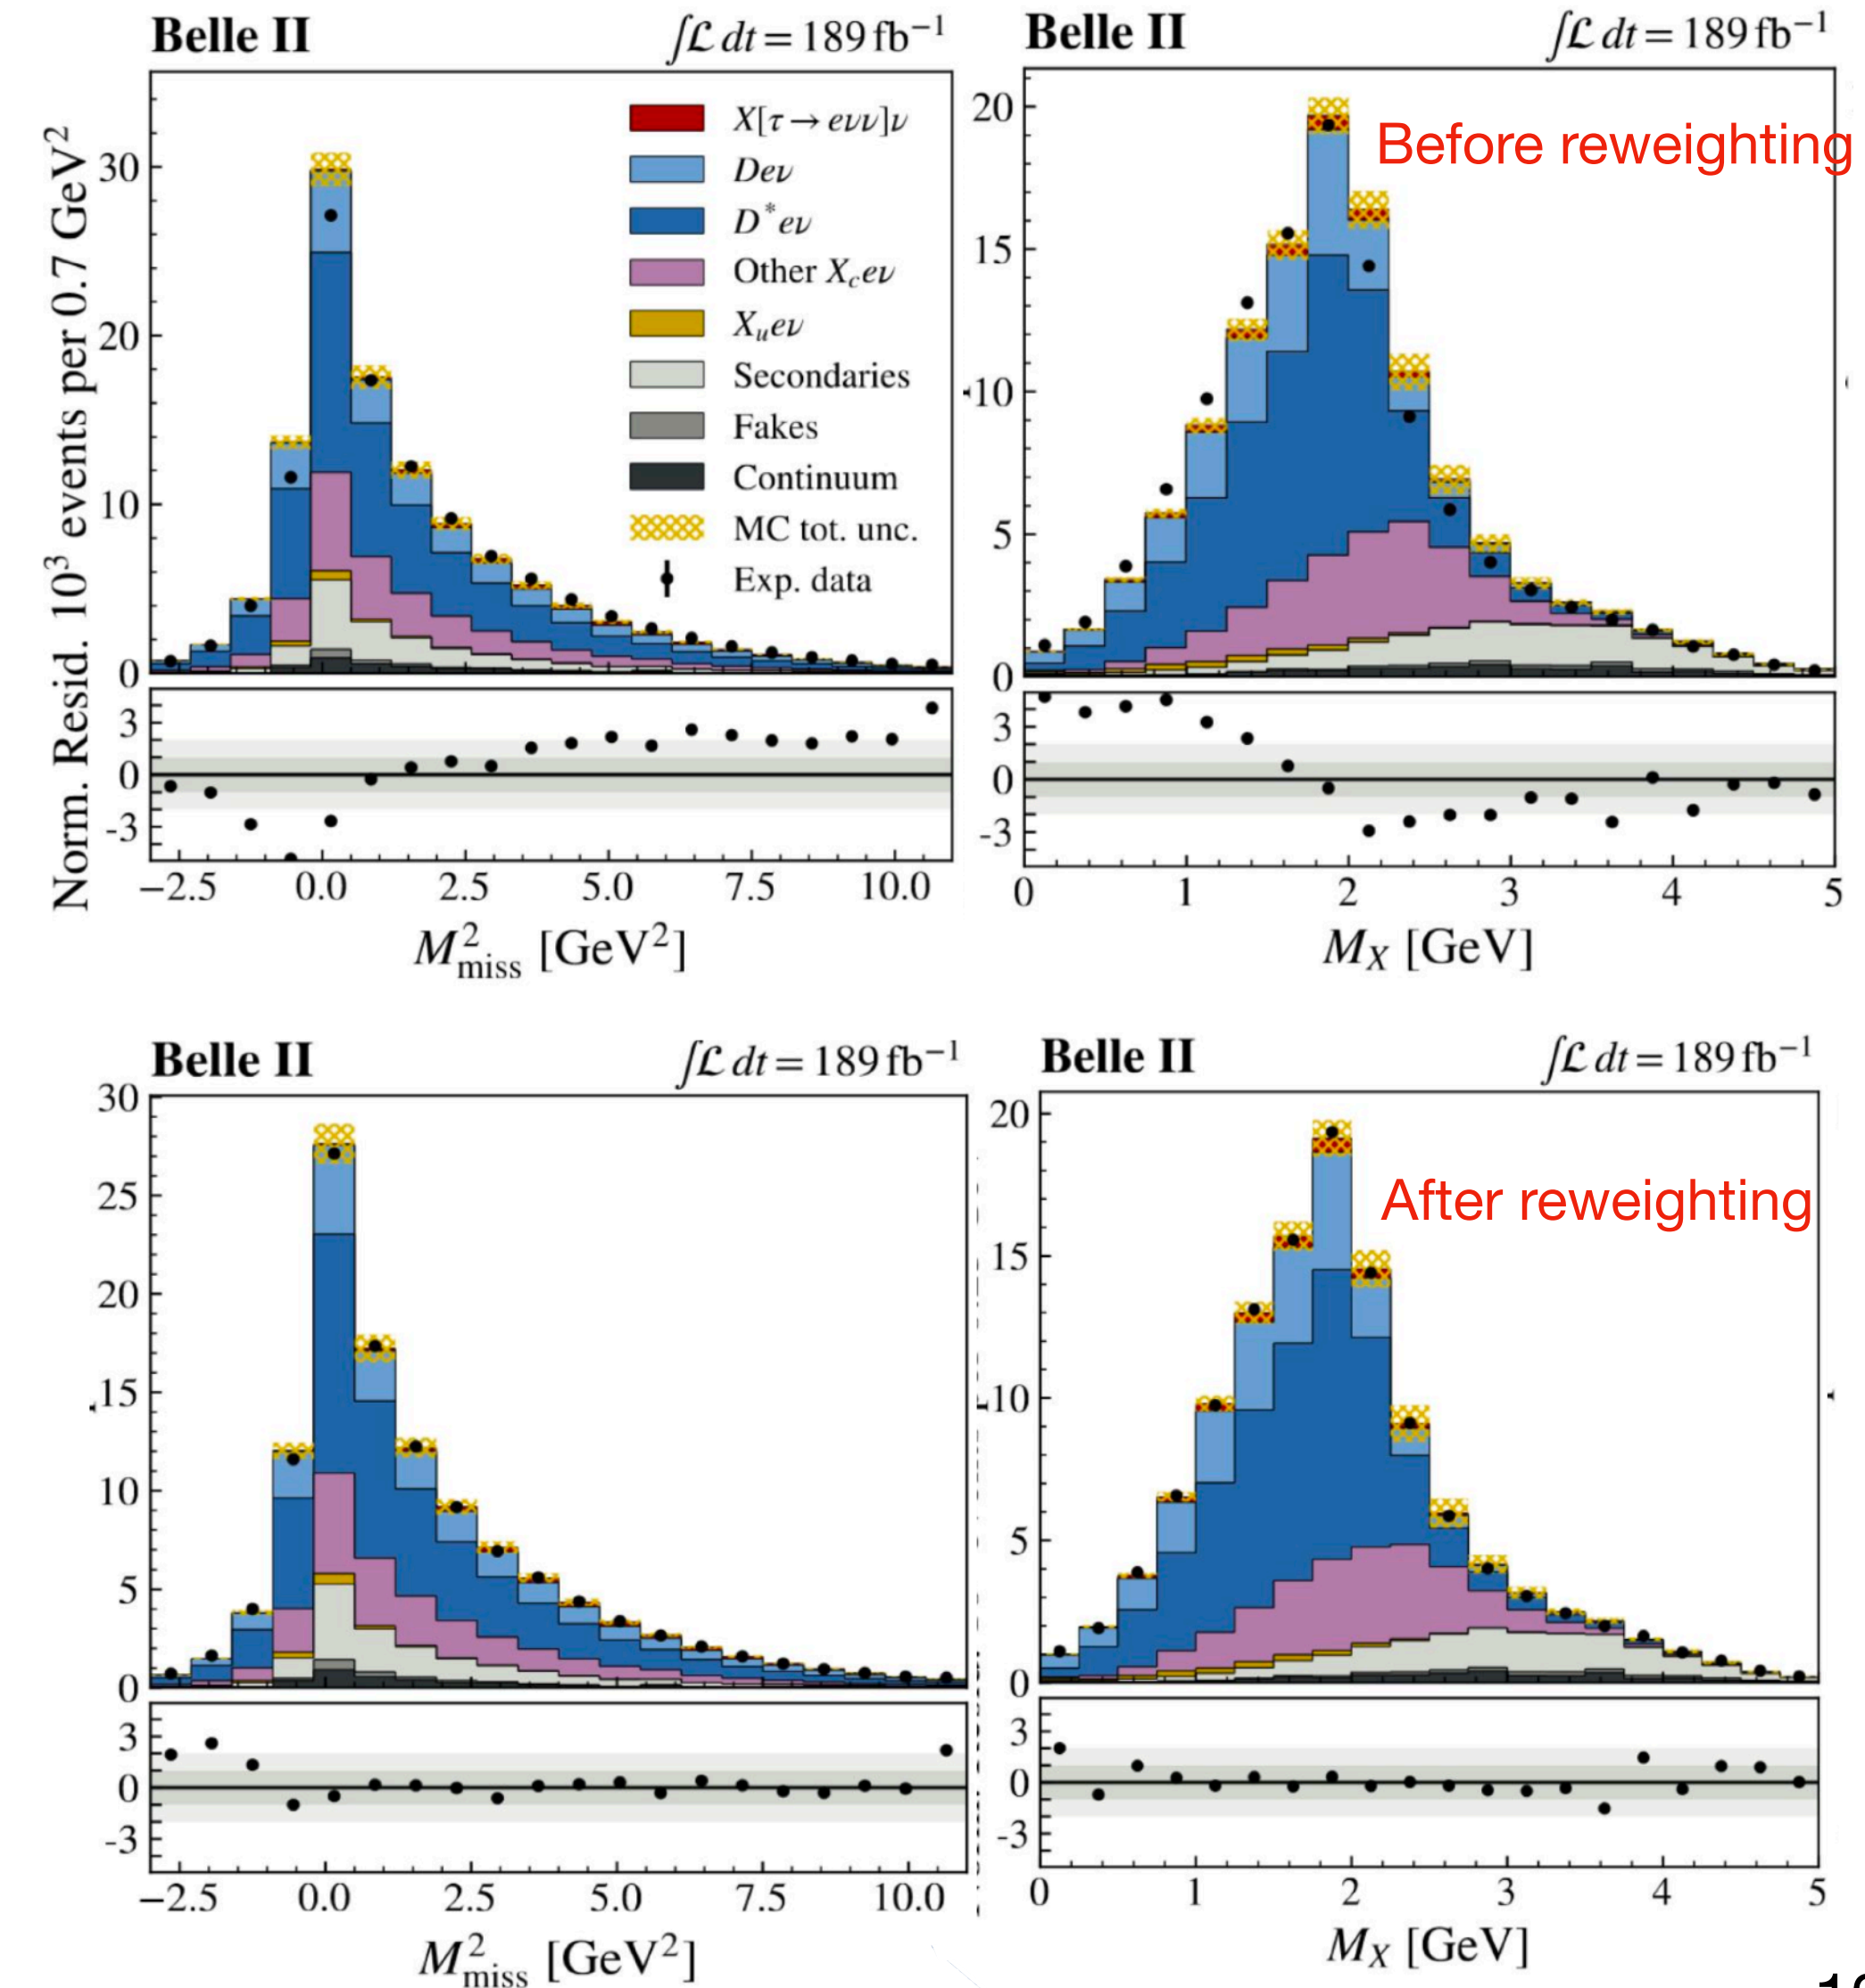 Belle II ∫ℒ dt = 189 fb⁻¹
Norm. Resid. 10³ events per 0.7 GeV²
30
20
10
0
X[τ → eνν]ν
Deν
D*eν
Other X_c eν
X_u eν
Secondaries
Fakes
Continuum
MC tot. unc.
Exp. data
3
0
-3
−2.5 0.0 2.5 5.0 7.5 10.0
M²_miss [GeV²]
Belle II ∫ℒ dt = 189 fb⁻¹
Before reweighting
20
15
10
5
0
3
0
-3
0 1 2 3 4 5
M_X [GeV]
Belle II ∫ℒ dt = 189 fb⁻¹
30
25
20
15
10
5
0
3
0
-3
−2.5 0.0 2.5 5.0 7.5 10.0
M²_miss [GeV²]
Belle II ∫ℒ dt = 189 fb⁻¹
After reweighting
20
15
10
5
0
3
0
-3
0 1 2 3 4 5
M_X [GeV]